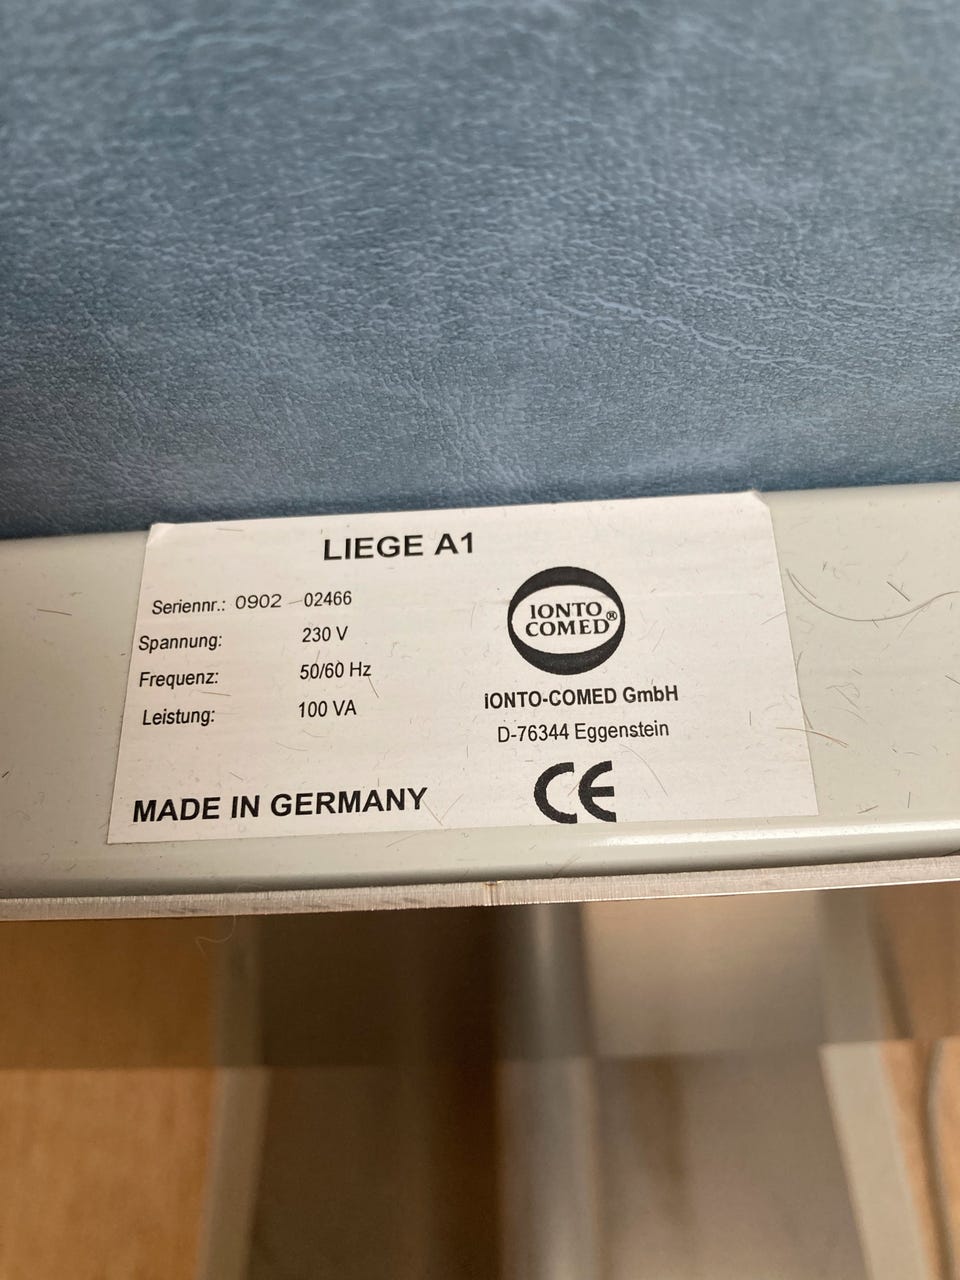 LIEGE A1
Seriennr.: 0902 02466
Spannung: 230 V
Frequenz: 50/60 Hz
Leistung: 100 VA
MADE IN GERMANY
IONTO
COMED®
iONTO-COMED GmbH
D-76344 Eggenstein
CE